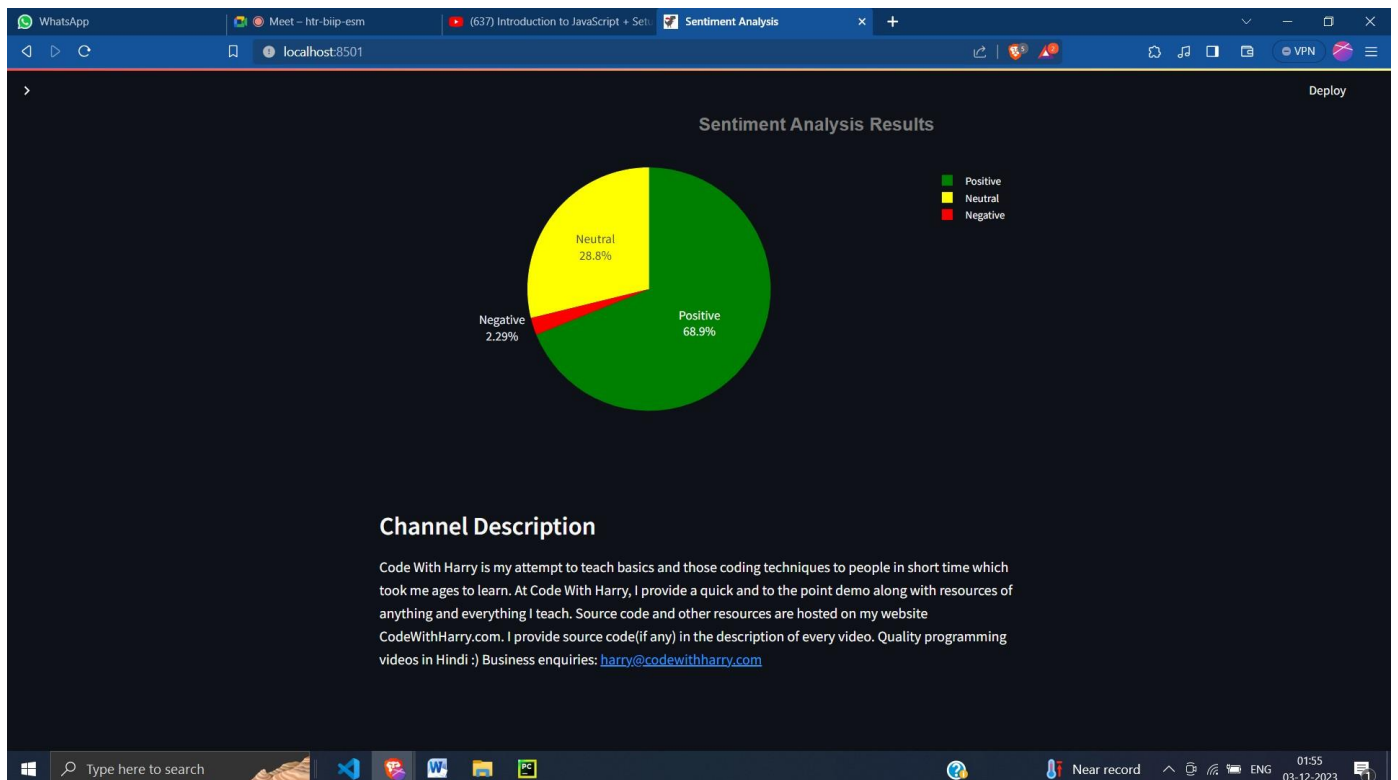 WhatsApp
Meet – htr-biip-esm
(637) Introduction to JavaScript + Setu
Sentiment Analysis
localhost:8501
5
2
VPN
Deploy
Sentiment Analysis Results
Positive
Neutral
Negative
Neutral
28.8%
Positive
68.9%
Negative
2.29%
Channel Description
Code With Harry is my attempt to teach basics and those coding techniques to people in short time which
took me ages to learn. At Code With Harry, I provide a quick and to the point demo along with resources of
anything and everything I teach. Source code and other resources are hosted on my website
CodeWithHarry.com. I provide source code(if any) in the description of every video. Quality programming
videos in Hindi :) Business enquiries: harry@codewithharry.com
Type here to search
W
PC
Near record
ENG
01:55
03-12-2023
1